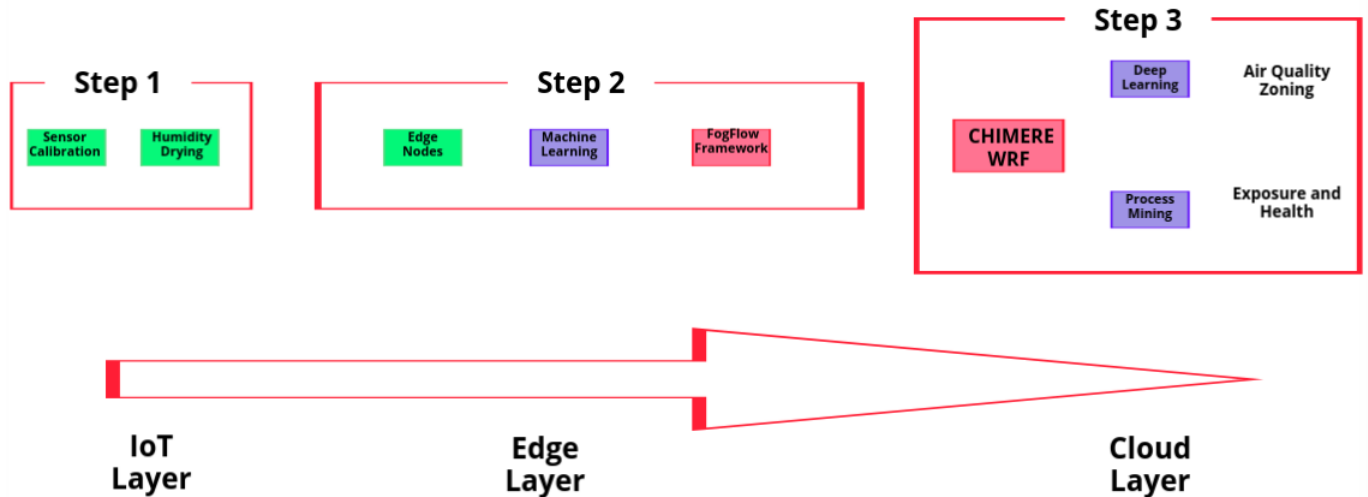 Step 1
Sensor
Calibration
Humidity
Drying
Step 2
Edge
Nodes
Machine
Learning
FogFlow
Framework
Step 3
CHIMERE
WRF
Deep
Learning
Air Quality
Zoning
Process
Mining
Exposure and
Health
IoT
Layer
Edge
Layer
Cloud
Layer